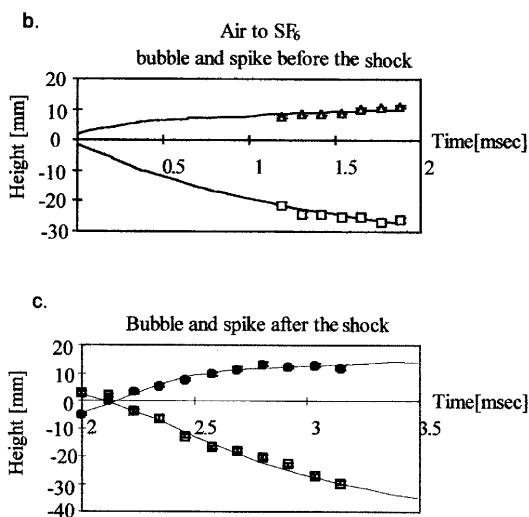 b.
Air to SF6
bubble and spike before the shock
20
10
0
-10
-20
-30
Height [mm]
0.5
1
1.5
2
Time[msec]
c.
Bubble and spike after the shock
20
10
0
-10
-20
-30
-40
Height [mm]
2
2.5
3
3.5
Time[msec]